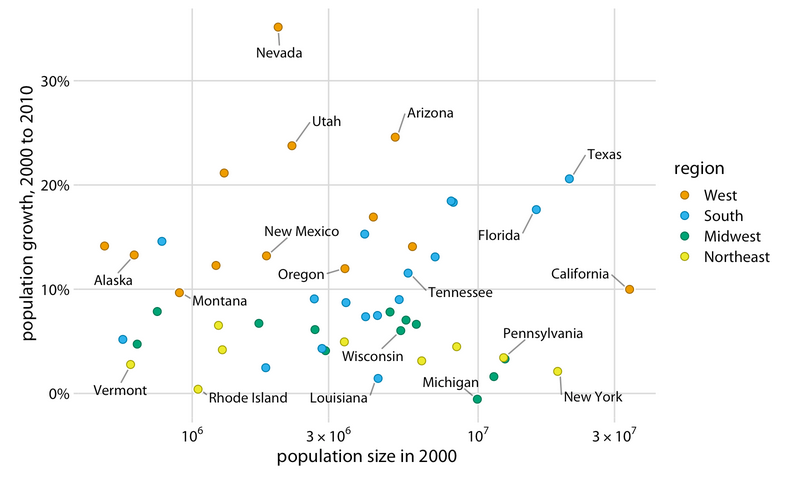 Nevada
30%
Arizona
Utah
Texas
region
West
South
Midwest
Northeast
20%
New Mexico
Florida
Oregon
California
Alaska
Tennessee
10%
Montana
Pennsylvania
Wisconsin
Michigan
Vermont
Rhode Island
Louisiana
New York
0%
population growth, 2000 to 2010
10⁶
3 × 10⁶
10⁷
3 × 10⁷
population size in 2000